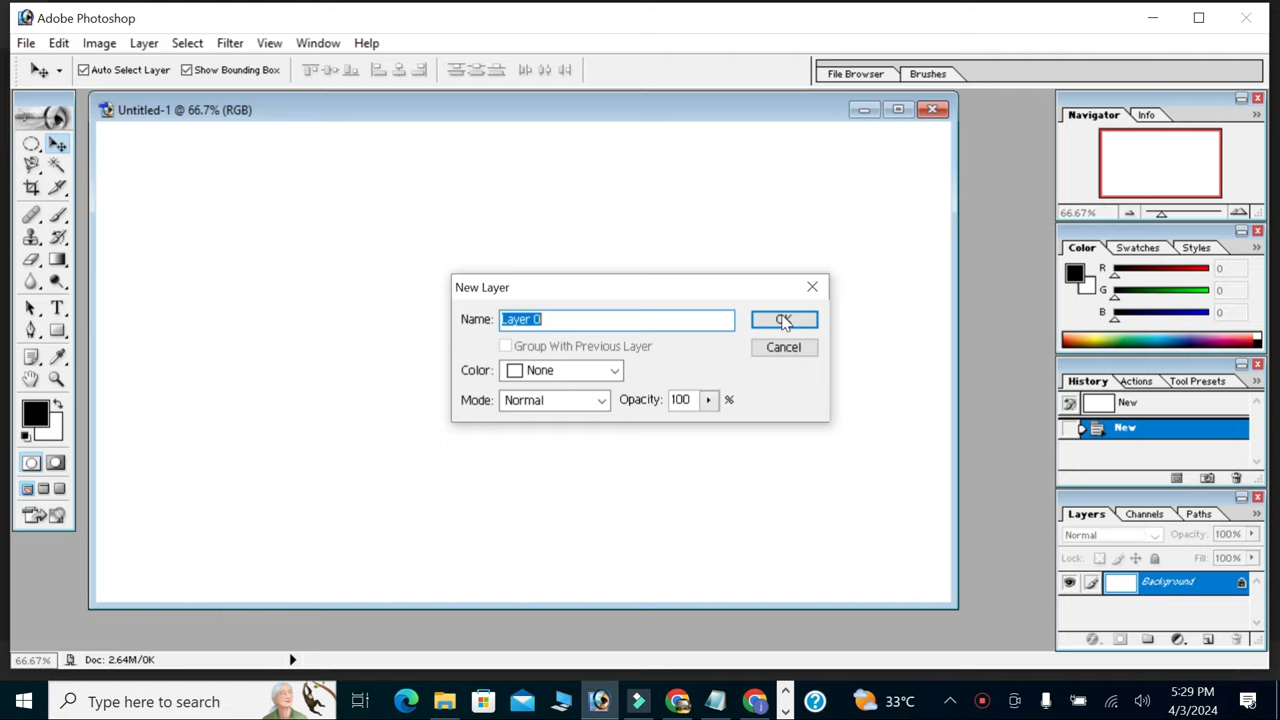 Adobe Photoshop
File Edit Image Layer Select Filter View Window Help
Auto Select Layer Show Bounding Box File Browser Brushes
Untitled-1 @ 66.7% (RGB)
Navigator Info
66.67%
Color Swatches Styles
R 0
G 0
B 0
New Layer
Name: Layer 0 OK
Group With Previous Layer Cancel
Color: None
Mode: Normal Opacity: 100 %
History Actions Tool Presets
New
New
Layers Channels Paths
Normal Opacity: 100%
Lock: Fill: 100%
Background
66.67% Doc: 2.64M/0K
Type here to search
33°C
5:29 PM
4/3/2024